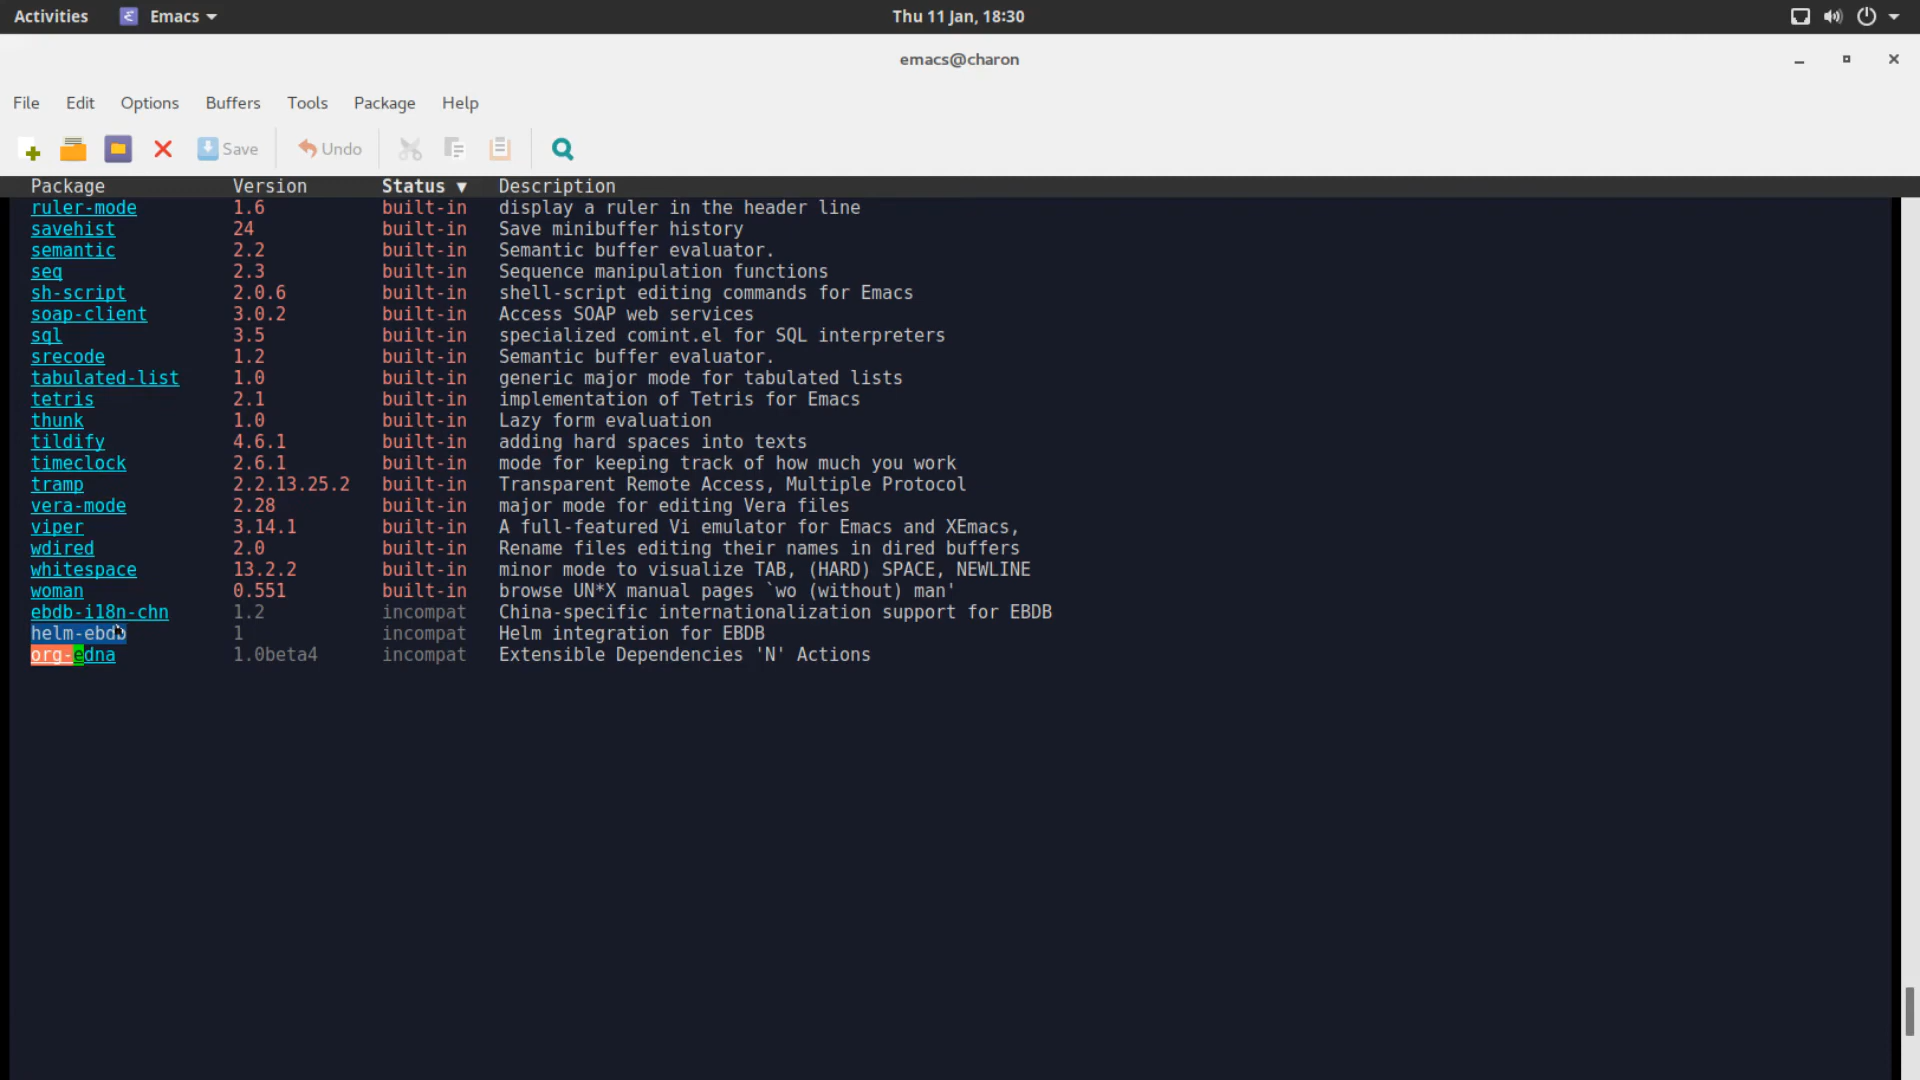 Activities Emacs Thu 11 Jan, 18:30
emacs@charon
File Edit Options Buffers Tools Package Help
Save Undo
Package Version Status ▼ Description
ruler-mode 1.6 built-in display a ruler in the header line
savehist 24 built-in Save minibuffer history
semantic 2.2 built-in Semantic buffer evaluator.
seq 2.3 built-in Sequence manipulation functions
sh-script 2.0.6 built-in shell-script editing commands for Emacs
soap-client 3.0.2 built-in Access SOAP web services
sql 3.5 built-in specialized comint.el for SQL interpreters
srecode 1.2 built-in Semantic buffer evaluator.
tabulated-list 1.0 built-in generic major mode for tabulated lists
tetris 2.1 built-in implementation of Tetris for Emacs
thunk 1.0 built-in Lazy form evaluation
tildify 4.6.1 built-in adding hard spaces into texts
timeclock 2.6.1 built-in mode for keeping track of how much you work
tramp 2.2.13.25.2 built-in Transparent Remote Access, Multiple Protocol
vera-mode 2.28 built-in major mode for editing Vera files
viper 3.14.1 built-in A full-featured Vi emulator for Emacs and XEmacs,
wdired 2.0 built-in Rename files editing their names in dired buffers
whitespace 13.2.2 built-in minor mode to visualize TAB, (HARD) SPACE, NEWLINE
woman 0.551 built-in browse UN*X manual pages `wo (without) man'
ebdb-i18n-chn 1.2 incompat China-specific internationalization support for EBDB
helm-ebdb 1 incompat Helm integration for EBDB
org-edna 1.0beta4 incompat Extensible Dependencies 'N' Actions